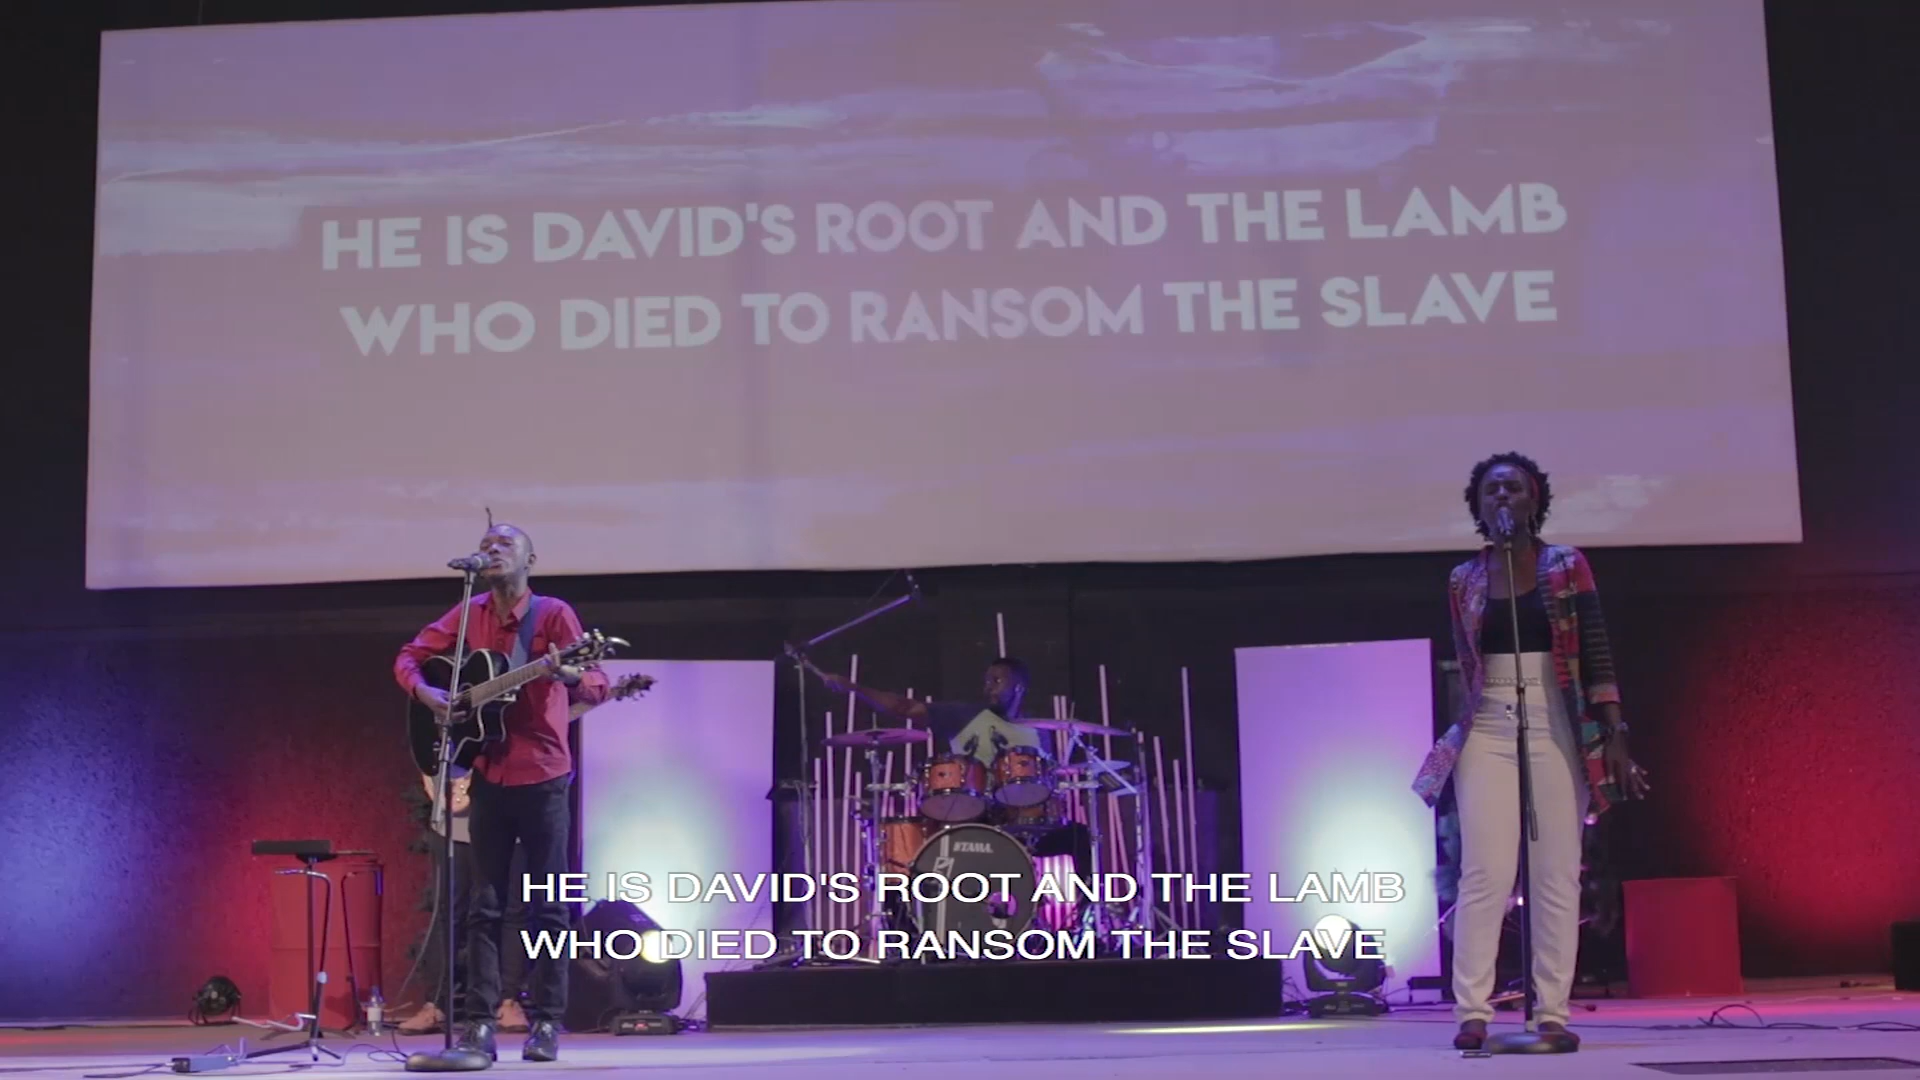 HE IS DAVID'S ROOT AND THE LAMB
WHO DIED TO RANSOM THE SLAVE
TAMA
HE IS DAVID'S ROOT AND THE LAMB
WHO DIED TO RANSOM THE SLAVE